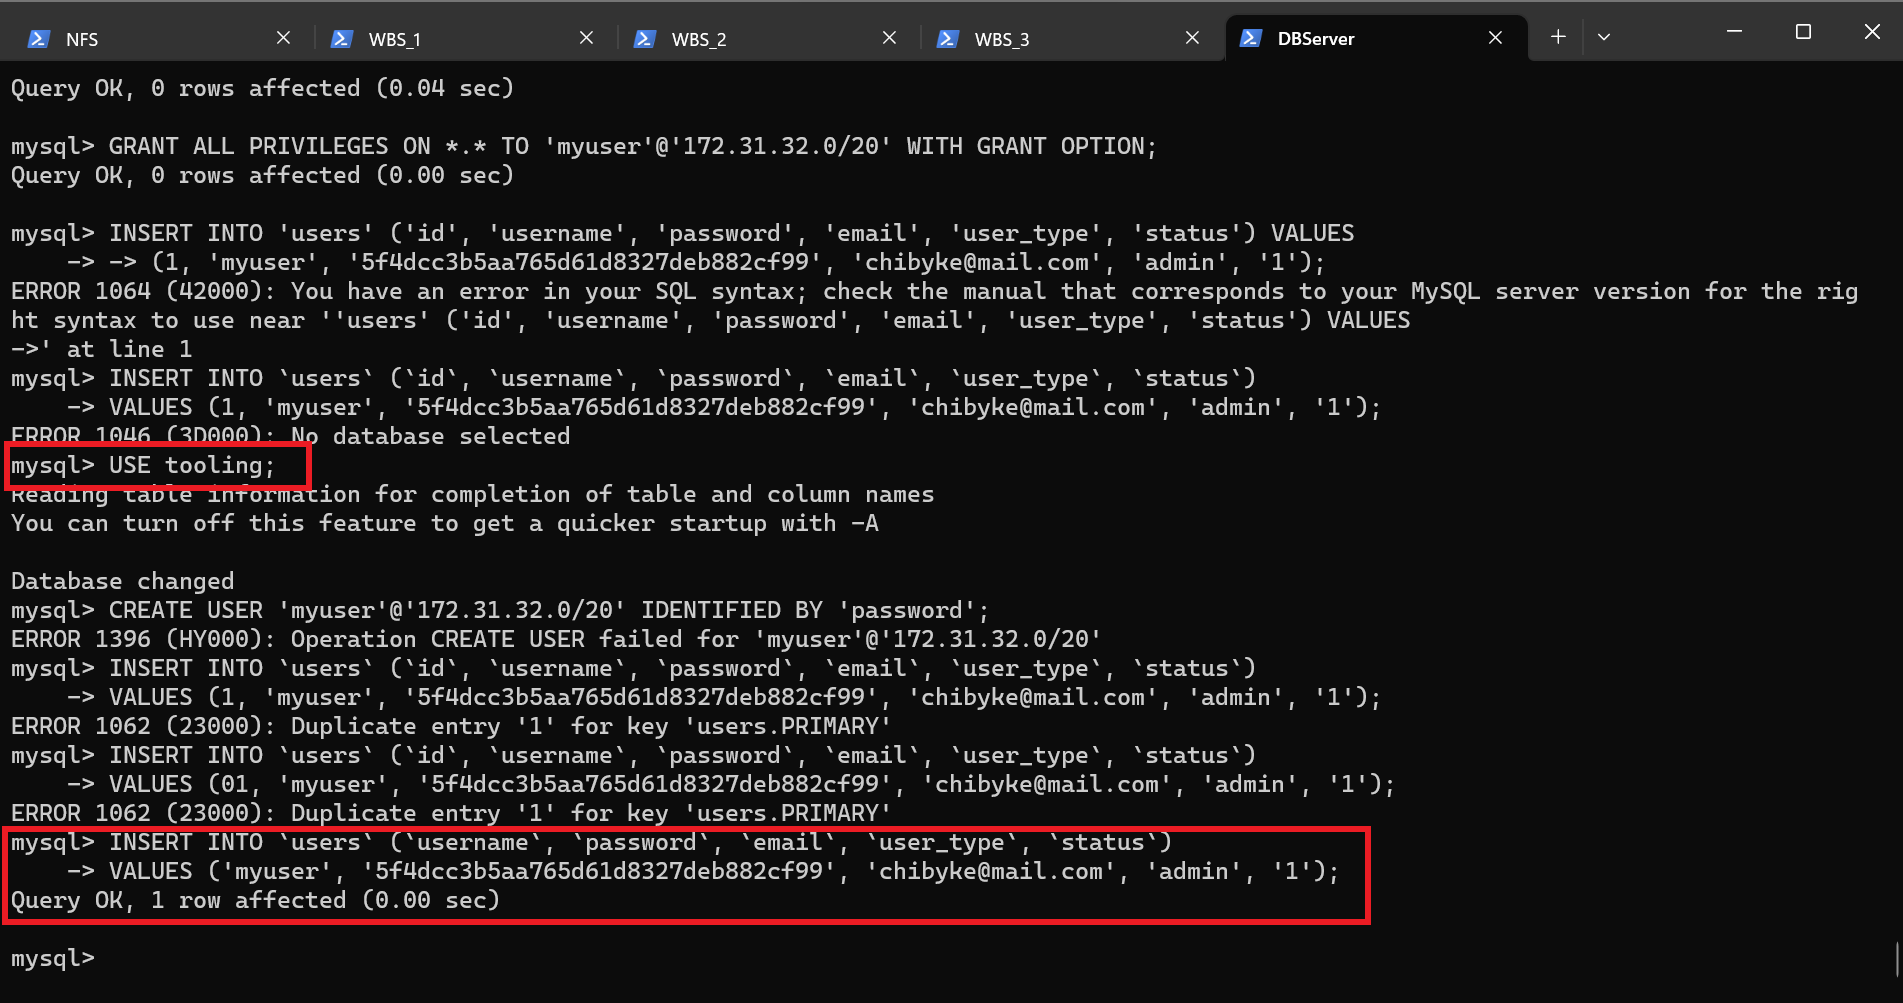 NFS
WBS_1
WBS_2
WBS_3
DBServer
Query OK, 0 rows affected (0.04 sec)
mysql> GRANT ALL PRIVILEGES ON *.* TO 'myuser'@'172.31.32.0/20' WITH GRANT OPTION;
Query OK, 0 rows affected (0.00 sec)
mysql> INSERT INTO 'users' ('id', 'username', 'password', 'email', 'user_type', 'status') VALUES
    -> -> (1, 'myuser', '5f4dcc3b5aa765d61d8327deb882cf99', 'chibyke@mail.com', 'admin', '1');
ERROR 1064 (42000): You have an error in your SQL syntax; check the manual that corresponds to your MySQL server version for the rig
ht syntax to use near ''users' ('id', 'username', 'password', 'email', 'user_type', 'status') VALUES
->' at line 1
mysql> INSERT INTO `users` (`id`, `username`, `password`, `email`, `user_type`, `status`)
    -> VALUES (1, 'myuser', '5f4dcc3b5aa765d61d8327deb882cf99', 'chibyke@mail.com', 'admin', '1');
ERROR 1046 (3D000): No database selected
mysql> USE tooling;
Reading table information for completion of table and column names
You can turn off this feature to get a quicker startup with -A
Database changed
mysql> CREATE USER 'myuser'@'172.31.32.0/20' IDENTIFIED BY 'password';
ERROR 1396 (HY000): Operation CREATE USER failed for 'myuser'@'172.31.32.0/20'
mysql> INSERT INTO `users` (`id`, `username`, `password`, `email`, `user_type`, `status`)
    -> VALUES (1, 'myuser', '5f4dcc3b5aa765d61d8327deb882cf99', 'chibyke@mail.com', 'admin', '1');
ERROR 1062 (23000): Duplicate entry '1' for key 'users.PRIMARY'
mysql> INSERT INTO `users` (`id`, `username`, `password`, `email`, `user_type`, `status`)
    -> VALUES (01, 'myuser', '5f4dcc3b5aa765d61d8327deb882cf99', 'chibyke@mail.com', 'admin', '1');
ERROR 1062 (23000): Duplicate entry '1' for key 'users.PRIMARY'
mysql> INSERT INTO `users` (`username`, `password`, `email`, `user_type`, `status`)
    -> VALUES ('myuser', '5f4dcc3b5aa765d61d8327deb882cf99', 'chibyke@mail.com', 'admin', '1');
Query OK, 1 row affected (0.00 sec)
mysql>